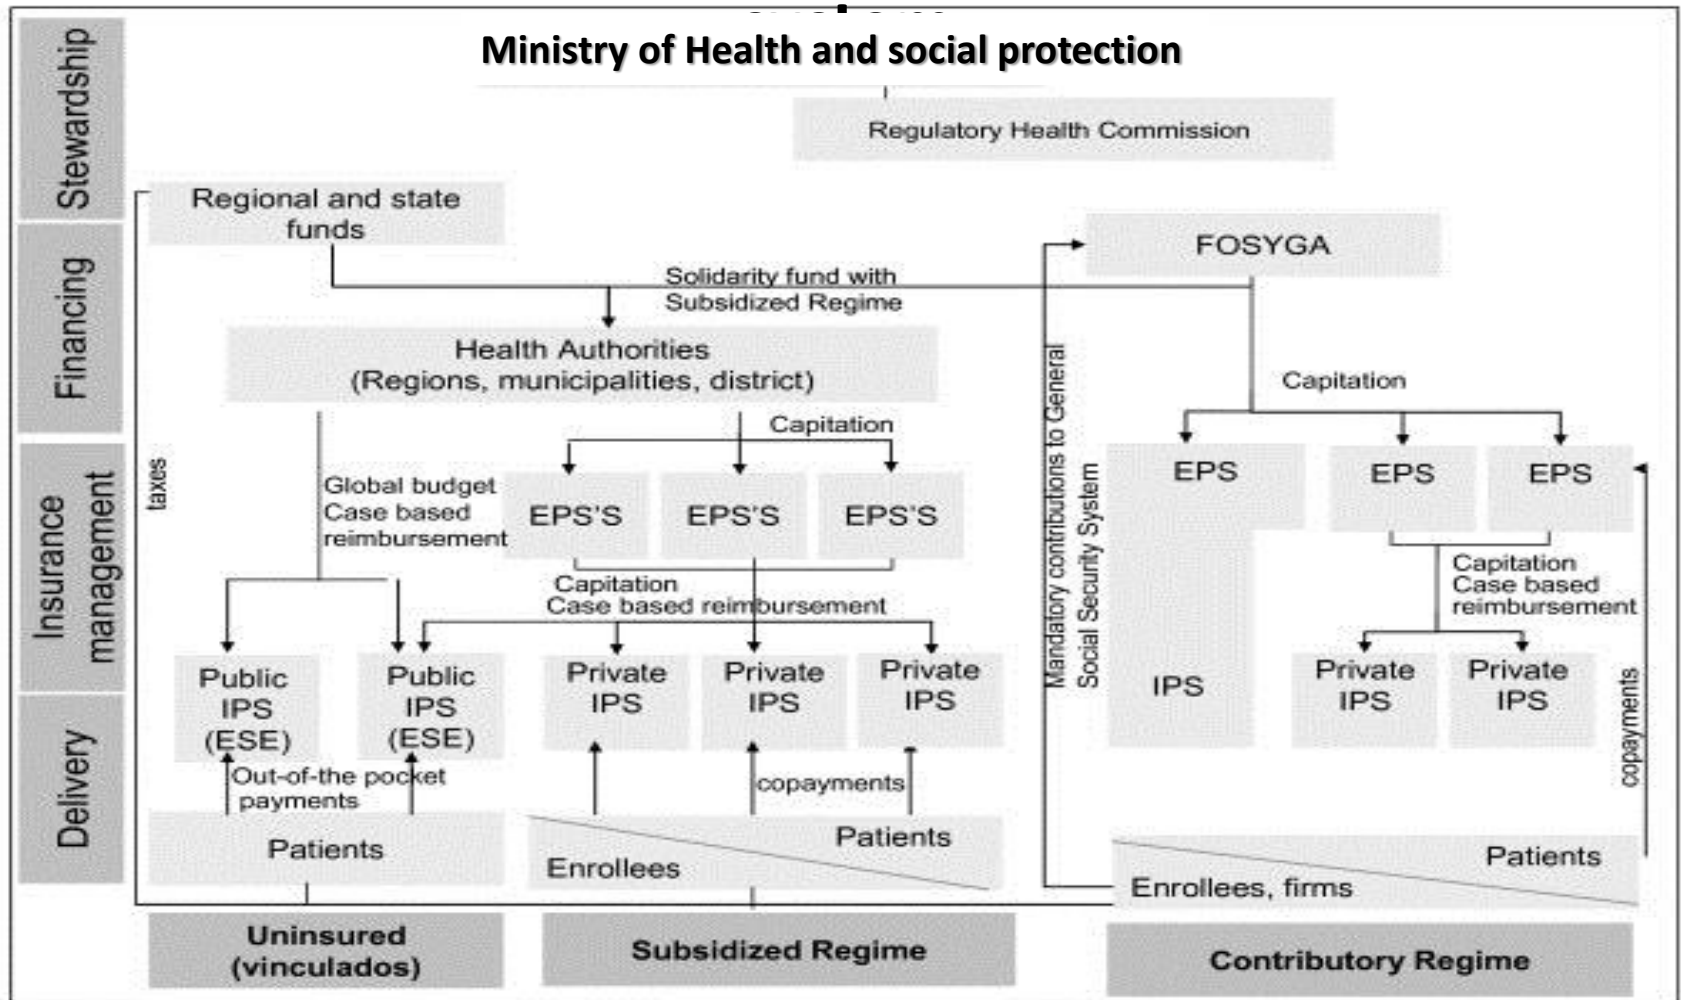 Ministry of Health and social protection
Regulatory Health Commission
Stewardship
Regional and state
funds
FOSYGA
Financing
Solidarity fund with
Subsidized Regime
Health Authorities
(Regions, municipalities, district)
Capitation
Capitation
taxes
Mandatory contributions to General
Social Security System
Insurance
management
Global budget
Case based
reimbursement
EPS'S
EPS'S
EPS'S
EPS
EPS
EPS
Capitation
Case based reimbursement
Capitation
Case based
reimbursement
Public
IPS
(ESE)
Public
IPS
(ESE)
Private
IPS
Private
IPS
Private
IPS
IPS
Private
IPS
Private
IPS
copayments
Delivery
Out-of-the pocket
payments
copayments
Patients
Patients
Enrollees
Patients
Enrollees, firms
Uninsured
(vinculados)
Subsidized Regime
Contributory Regime